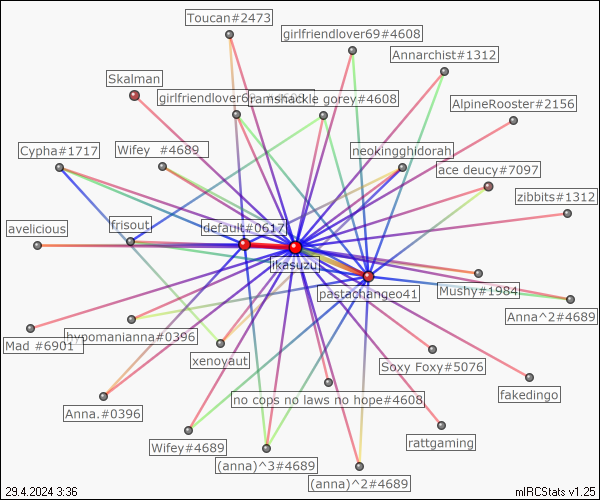 Toucan#2473
girlfriendlover69#4608
Annarchist#1312
Skalman
girlfriendlover69
ramshackle gorey#4608
AlpineRooster#2156
Cypha#1717
Wifey  #4689
neokingghidorah
ace deucy#7097
zibbits#1312
avelicious
frisout
default#0617
ikasuzu
pastachangeo41
Mushy#1984
Anna^2#4689
Mad #6901
hypomanianna#0396
xenovaut
Soxy Foxy#5076
fakedingo
no cops no laws no hope#4608
Anna.#0396
Wifey#4689
rattgaming
(anna)^3#4689
(anna)^2#4689
29.4.2024 3:36
mIRCStats v1.25